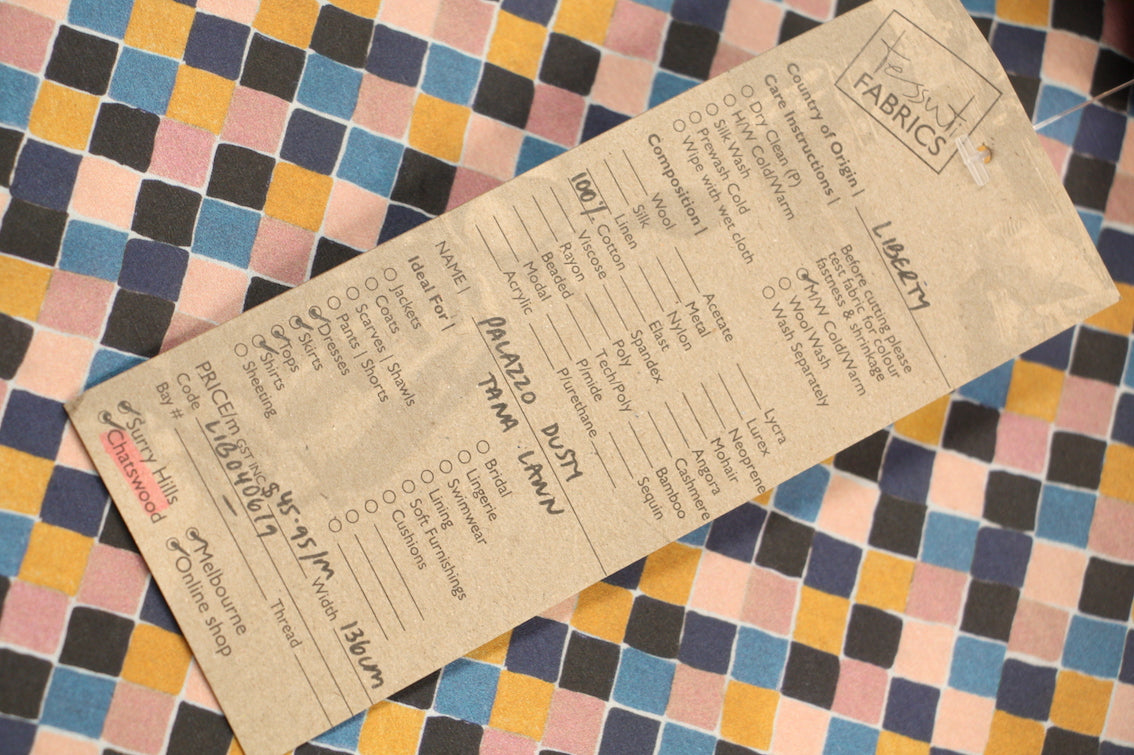 tessuti
FABRICS
Country of Origin | LIBERTY
Care Instructions |
Dry Clean (P)
H/W Cold/Warm
Silk Wash
Prewash Cold
Wipe with wet cloth
Before cutting please
test fabric for colour
fastness & shrinkage
M/W Cold/Warm
Wool Wash
Wash Separately
Composition |
Wool
Silk
Linen
100% Cotton
Viscose
Rayon
Beaded
Modal
Acrylic
Acetate
Metal
Nylon
Elast
Spandex
Poly
Tech/Poly
P/mide
P/urethane
Lycra
Lurex
Neoprene
Mohair
Angora
Cashmere
Bamboo
Sequin
NAME | PALAZZO DUSTY
TANA LAWN
Ideal For |
Jackets
Coats
Scarves | Shawls
Pants | Shorts
Dresses
Skirts
Tops
Shirts
Sheeting
Bridal
Lingerie
Swimwear
Lining
Soft Furnishings
Cushions
PRICE/m GST INC. $45.95/m Width 136cm
Code LIB040617 Thread
Bay # —
Surry Hills
Chatswood
Melbourne
Online shop